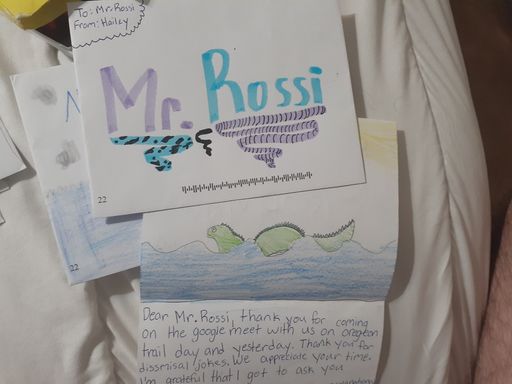 To: Mr. Rossi
From: Hailey
Mr. Rossi
22
22
Dear Mr. Rossi, thank you for coming
on the google meet with us on oregon
trail day and yesterday. Thank you for
dissmisal jokes. We appreciate your time.
I'm grateful that I got to ask you